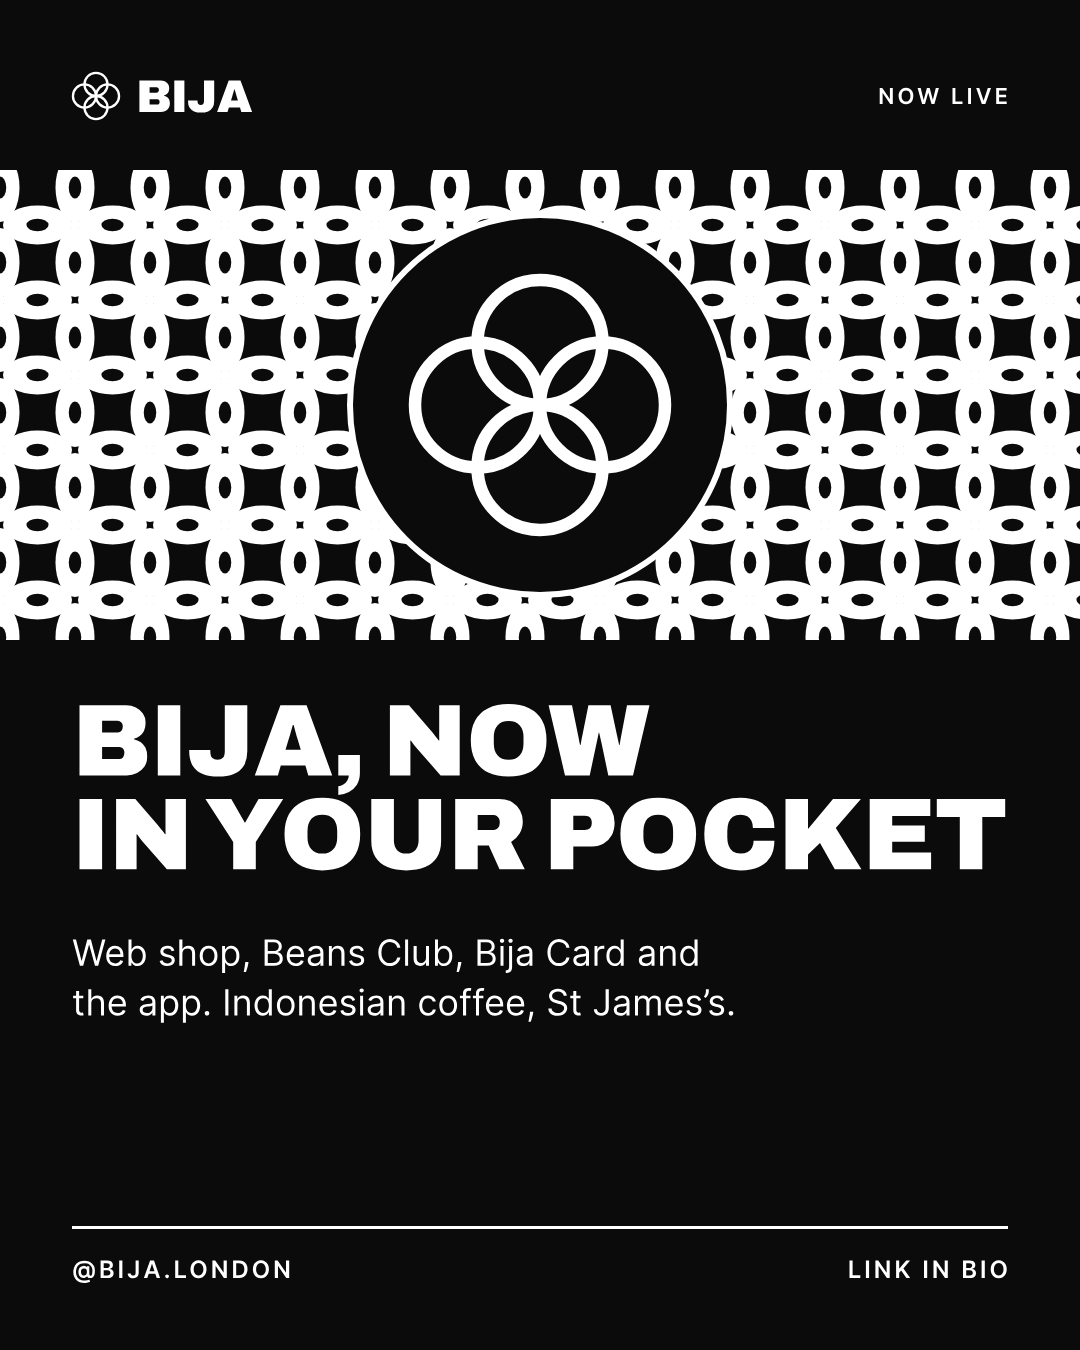 BIJA
NOW LIVE
BIJA, NOW
IN YOUR POCKET
Web shop, Beans Club, Bija Card and
the app. Indonesian coffee, St James’s.
@BIJA.LONDON
LINK IN BIO